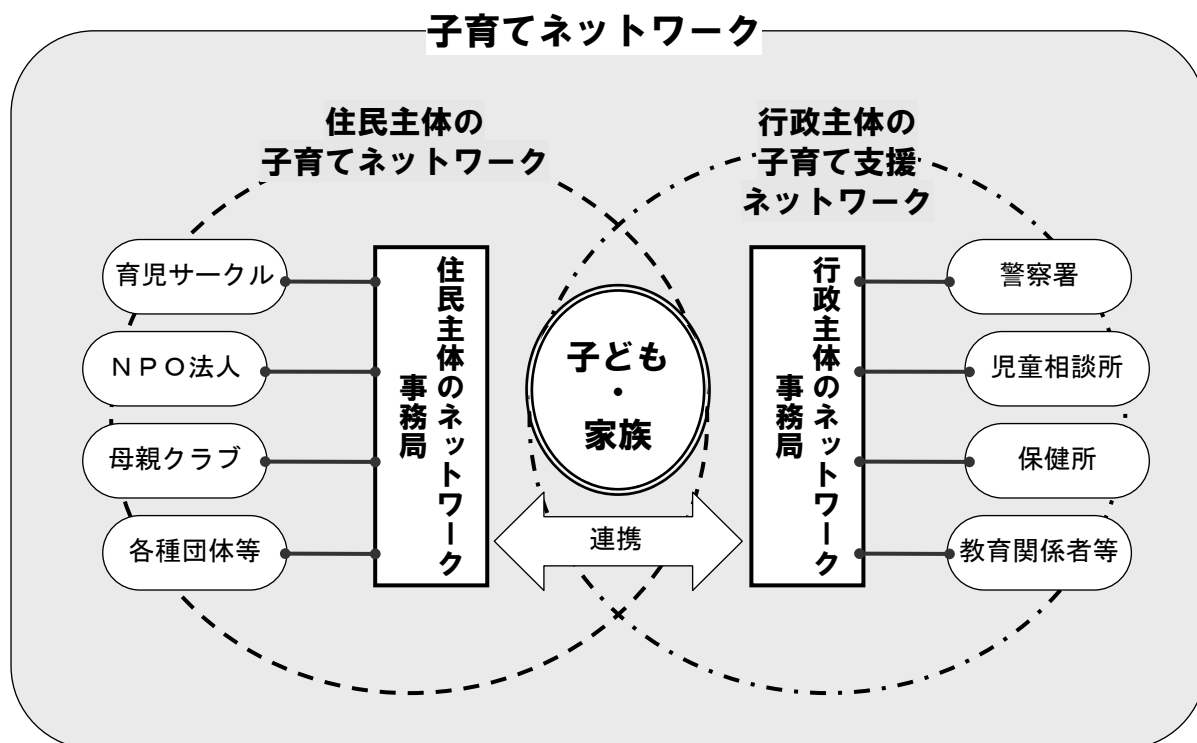 子育てネットワーク
住民主体の
子育てネットワーク
行政主体の
子育て支援
ネットワーク
育児サークル
ＮＰＯ法人
母親クラブ
各種団体等
住民主体のネットワーク
事務局
子ども
・
家族
連携
行政主体のネットワーク
事務局
警察署
児童相談所
保健所
教育関係者等